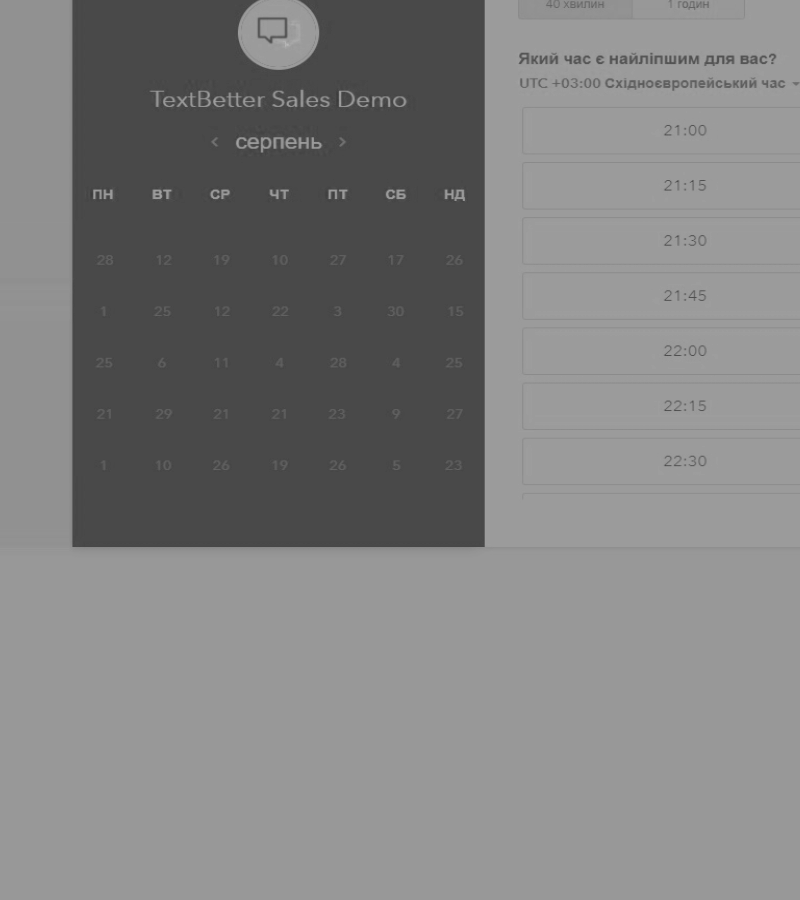 TextBetter Sales Demo
‹ серпень ›
ПН ВТ СР ЧТ ПТ СБ НД
28 12 19 10 27 17 26
1 25 12 22 3 30 15
25 6 11 4 28 4 25
21 29 21 21 23 9 27
1 10 26 19 26 5 23
40 хвилин 1 годин
Який час є найліпшим для вас?
UTC +03:00 Східноєвропейський час
21:00
21:15
21:30
21:45
22:00
22:15
22:30